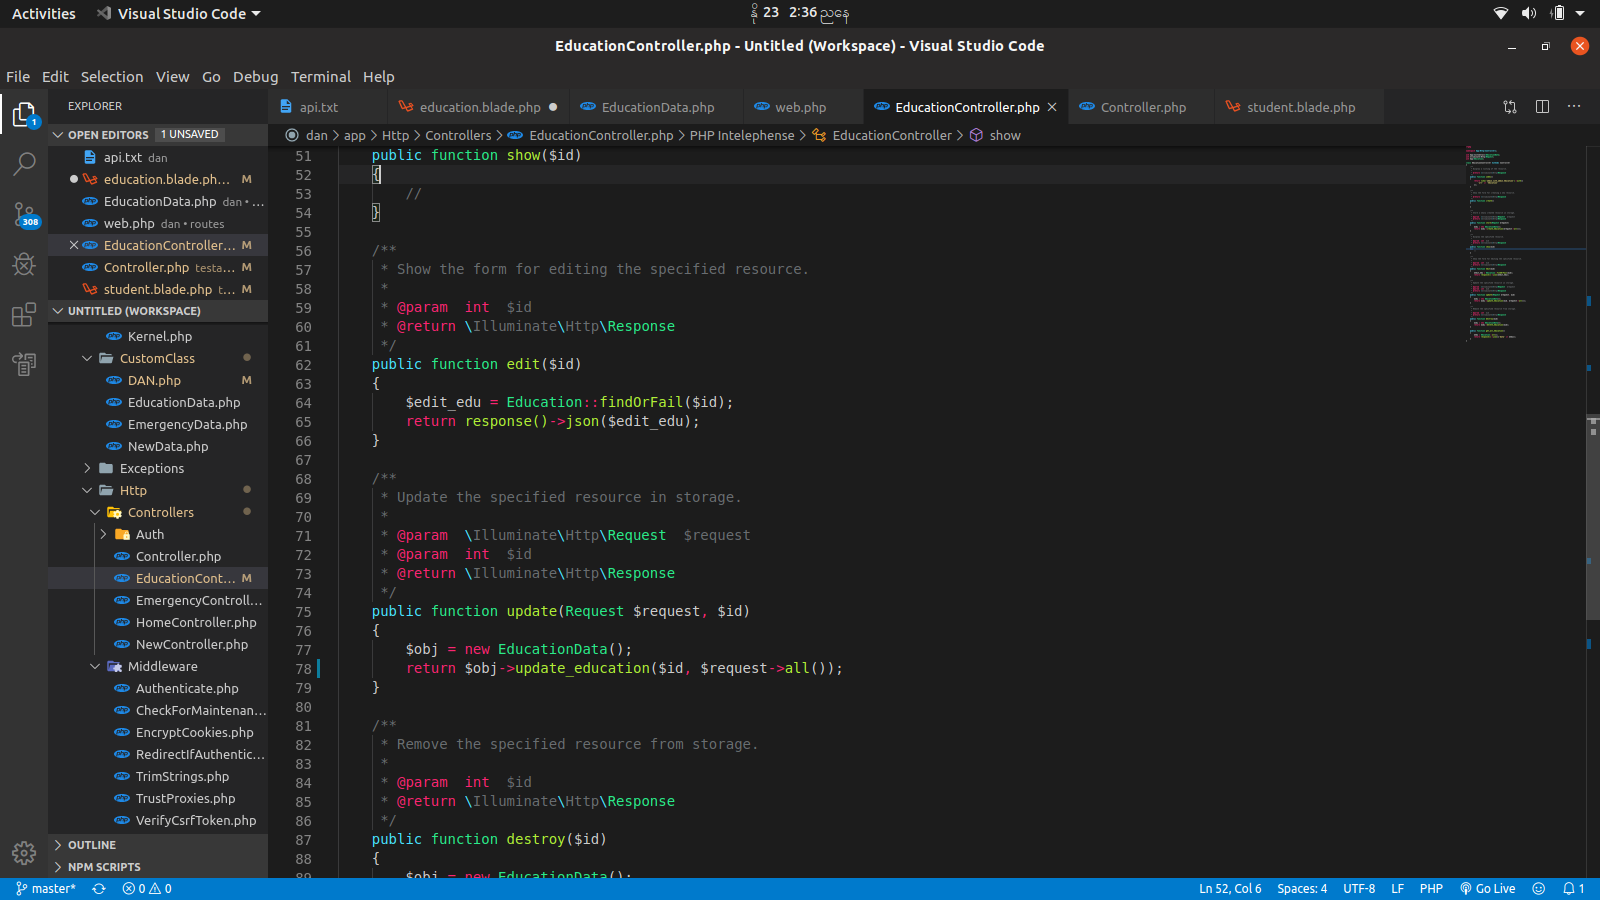 Activities Visual Studio Code နို 23 2:36 ညနေ
EducationController.php - Untitled (Workspace) - Visual Studio Code
File Edit Selection View Go Debug Terminal Help
EXPLORER
OPEN EDITORS 1 UNSAVED
api.txt dan
education.blade.ph... M
EducationData.php dan • ...
web.php dan • routes
EducationController... M
Controller.php testa... M
student.blade.php t... M
UNTITLED (WORKSPACE)
Kernel.php
CustomClass
DAN.php M
EducationData.php
EmergencyData.php
NewData.php
Exceptions
Http
Controllers
Auth
Controller.php
EducationCont... M
EmergencyControll...
HomeController.php
NewController.php
Middleware
Authenticate.php
CheckForMaintenan...
EncryptCookies.php
RedirectIfAuthentic...
TrimStrings.php
TrustProxies.php
VerifyCsrfToken.php
OUTLINE
NPM SCRIPTS
1
308
api.txt education.blade.php EducationData.php web.php EducationController.php Controller.php student.blade.php
dan > app > Http > Controllers > EducationController.php > PHP Intelephense > EducationController > show
51 public function show($id)
52 {
53 //
54 }
55
56 /**
57 * Show the form for editing the specified resource.
58 *
59 * @param  int  $id
60 * @return \Illuminate\Http\Response
61 */
62 public function edit($id)
63 {
64 $edit_edu = Education::findOrFail($id);
65 return response()->json($edit_edu);
66 }
67
68 /**
69 * Update the specified resource in storage.
70 *
71 * @param  \Illuminate\Http\Request  $request
72 * @param  int  $id
73 * @return \Illuminate\Http\Response
74 */
75 public function update(Request $request, $id)
76 {
77 $obj = new EducationData();
78 return $obj->update_education($id, $request->all());
79 }
80
81 /**
82 * Remove the specified resource from storage.
83 *
84 * @param  int  $id
85 * @return \Illuminate\Http\Response
86 */
87 public function destroy($id)
88 {
89 $obj = new EducationData();
master* 0 0 Ln 52, Col 6 Spaces: 4 UTF-8 LF PHP Go Live 1